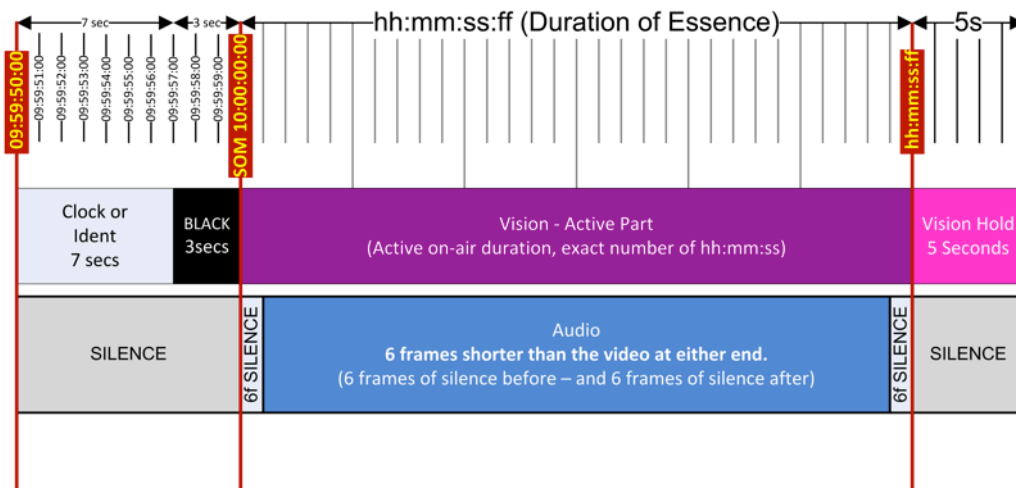 7 sec
3 sec
hh:mm:ss:ff (Duration of Essence)
5s
09:59:50:00
09:59:51:00
09:59:52:00
09:59:53:00
09:59:54:00
09:59:55:00
09:59:56:00
09:59:57:00
09:59:58:00
09:59:59:00
SOM 10:00:00:00
hh:mm:ss:ff
Clock or
Ident
7 secs
BLACK
3secs
Vision - Active Part
(Active on-air duration, exact number of hh:mm:ss)
Vision Hold
5 Seconds
SILENCE
6f SILENCE
Audio
6 frames shorter than the video at either end.
(6 frames of silence before – and 6 frames of silence after)
6f SILENCE
SILENCE